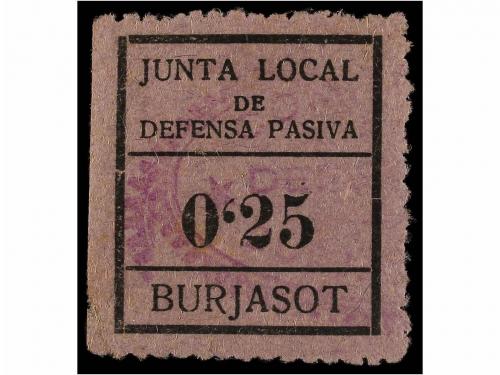 JUNTA LOCAL
DE
DEFENSA PASIVA
0'25
BURJASOT